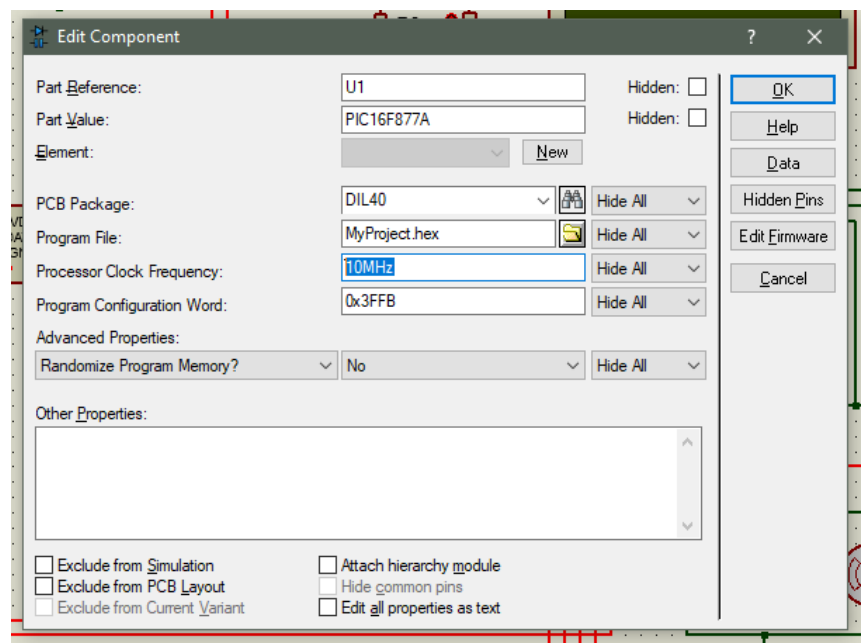 Edit Component ? ×
Part Reference: U1 Hidden: OK
Part Value: PIC16F877A Hidden: Help
Element: New Data
PCB Package: DIL40 Hide All Hidden Pins
Program File: MyProject.hex Hide All Edit Firmware
Processor Clock Frequency: 10MHz Hide All Cancel
Program Configuration Word: 0x3FFB Hide All
Advanced Properties:
Randomize Program Memory? No Hide All
Other Properties:
Exclude from Simulation Attach hierarchy module
Exclude from PCB Layout Hide common pins
Exclude from Current Variant Edit all properties as text